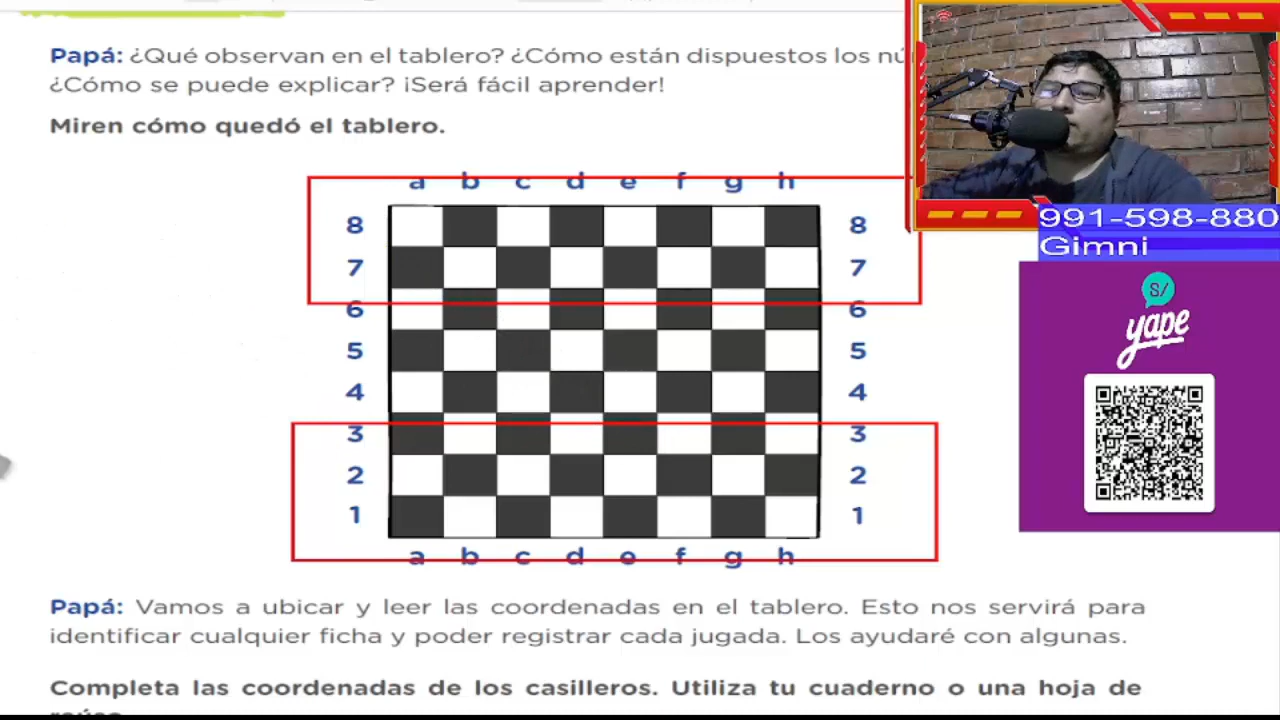 Papá: ¿Qué observan en el tablero? ¿Cómo están dispuestos los
¿Cómo se puede explicar? ¡Será fácil aprender!
Miren cómo quedó el tablero.
a b c d e f g h
8 8
7 7
6 6
5 5
4 4
3 3
2 2
1 1
a b c d e f g h
Papá: Vamos a ubicar y leer las coordenadas en el tablero. Esto nos servirá para
identificar cualquier ficha y poder registrar cada jugada. Los ayudaré con algunas.
Completa las coordenadas de los casilleros. Utiliza tu cuaderno o una hoja de
991-598-880
Gimni
S/
yape